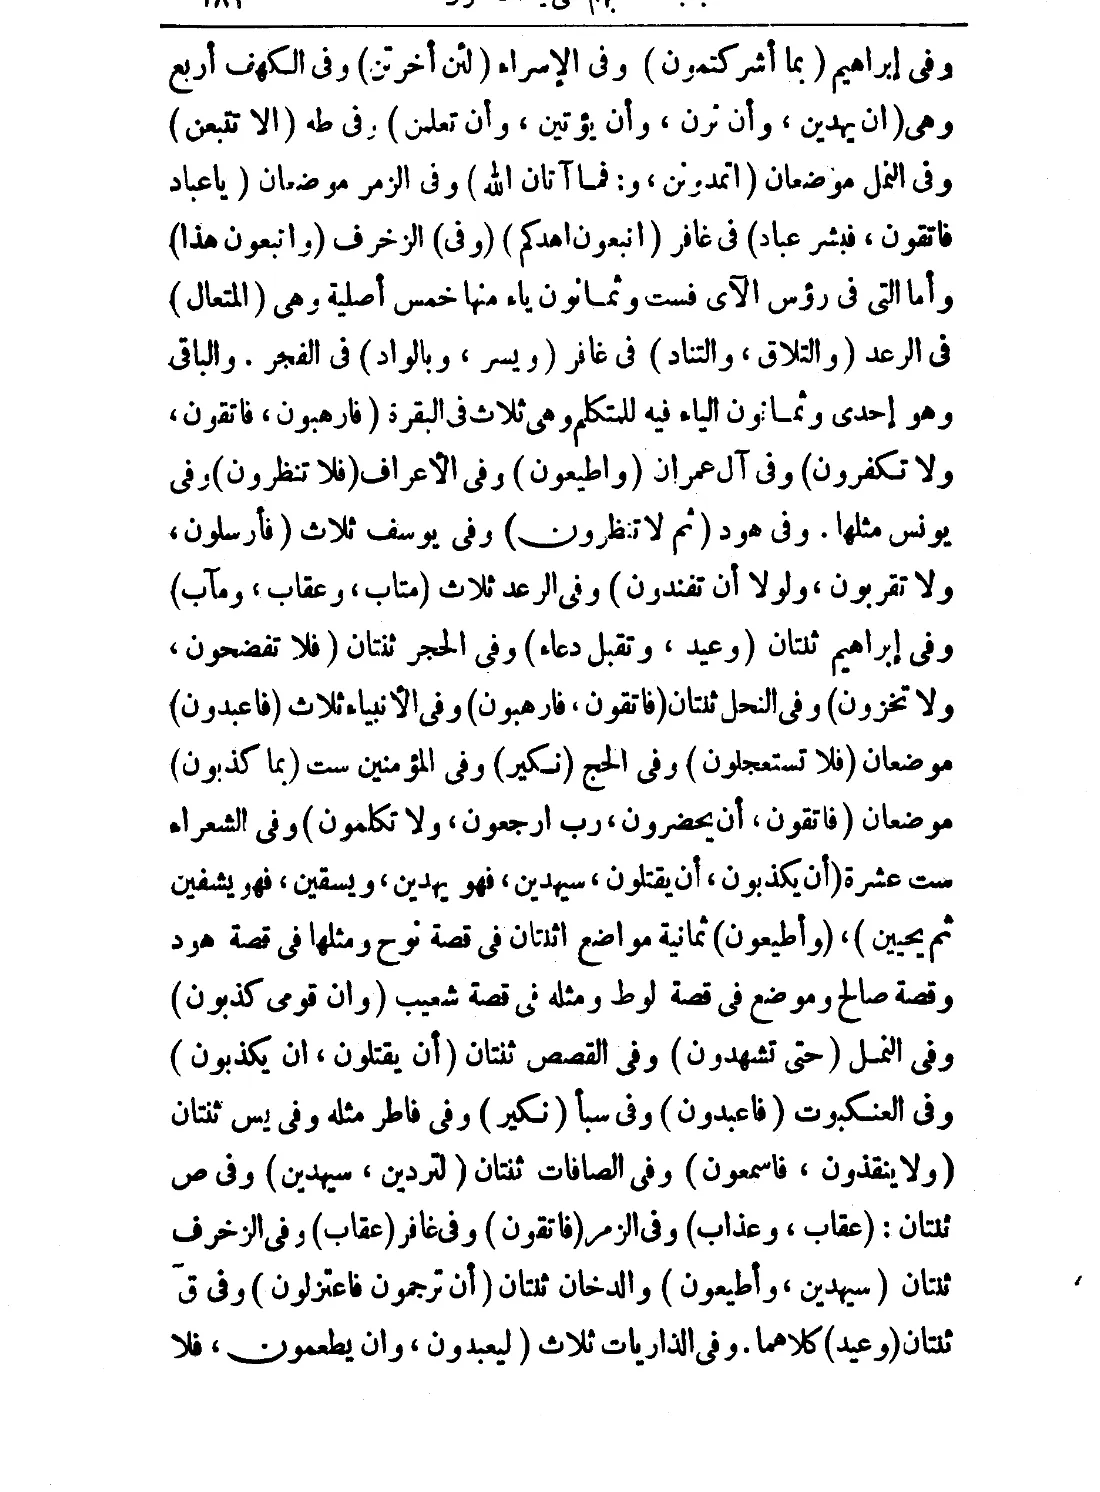 وفى إبراهيم ( بما أشركتمون ) وفى الإسراء ( لئن أخرتن ) وفى الكهف أربع
وهى ( ان يهدين ، وأن ترن ، وأن يؤتين ، وأن تعلمن ) وفى طه ( الا تتبعن )
وفى النمل موضعان ( اتمدونن ، و : فما آتان الله ) وفى الزمر موضعان ( ياعباد
فاتقون ، فبشر عباد ) فى غافر ( اتبعون اهدكم ) ( وفى ) الزخرف ( واتبعون هذا )
وأما التى فى رؤس الآى فست وثمانون ياء منها خمس أصلية وهى ( المتعال )
فى الرعد ( والتلاق ، والتناد ) فى غافر ( ويسر ، وبالواد ) فى الفجر . والباقى
وهو إحدى وثمانون الياء فيه للمتكلم وهى ثلاث فى البقرة ( فارهبون ، فاتقون ،
ولا تكفرون ) وفى آل عمران ( واطيعون ) وفى الأعراف ( فلا تنظرون ) وفى
يونس مثلها . وفى هود ( ثم لا تنظرون ) وفى يوسف ثلاث ( فأرسلون ،
ولا تقربون ، ولولا أن تفندون ) وفى الرعد ثلاث ( متاب ، وعقاب ، ومآب )
وفى إبراهيم ثنتان ( وعيد ، وتقبل دعاء ) وفى الحجر ثنتان ( فلا تفضحون ،
ولا تخزون ) وفى النحل ثنتان ( فاتقون ، فارهبون ) وفى الأنبياء ثلاث ( فاعبدون )
موضعان ( فلا تستعجلون ) وفى الحج ( نكير ) وفى المؤمنين ست ( بما كذبون )
موضعان ( فاتقون ، أن يحضرون ، رب ارجعون ، ولا تكلمون ) وفى الشعراء
ست عشرة ( أن يكذبون ، أن يقتلون ، سيهدين ، فهو يهدين ، ويسقين ، فهو يشفين
ثم يحيين ) ، ( وأطيعون ) ثمانية مواضع اثنتان فى قصة نوح ومثلها فى قصة هود
وقصة صالح وموضع فى قصة لوط ومثله فى قصة شعيب ( وان قومى كذبون )
وفى النمل ( حتى تشهدون ) وفى القصص ثنتان ( أن يقتلون ، ان يكذبون )
وفى العنكبوت ( فاعبدون ) وفى سبأ ( نكير ) وفى فاطر مثله وفى يس ثنتان
( ولا ينقذون ، فاسمعون ) وفى الصافات ثنتان ( لتردين ، سيهدين ) وفى ص
ثنتان : ( عقاب ، وعذاب ) وفى الزمر ( فاتقون ) وفى غافر ( عقاب ) وفى الزخرف
ثنتان ( سيهدين ، وأطيعون ) والدخان ثنتان ( أن ترجمون فاعتزلون ) وفى قٓ
ثنتان ( وعيد ) كلاهما . وفى الذاريات ثلاث ( ليعبدون ، وان يطعمون ، فلا